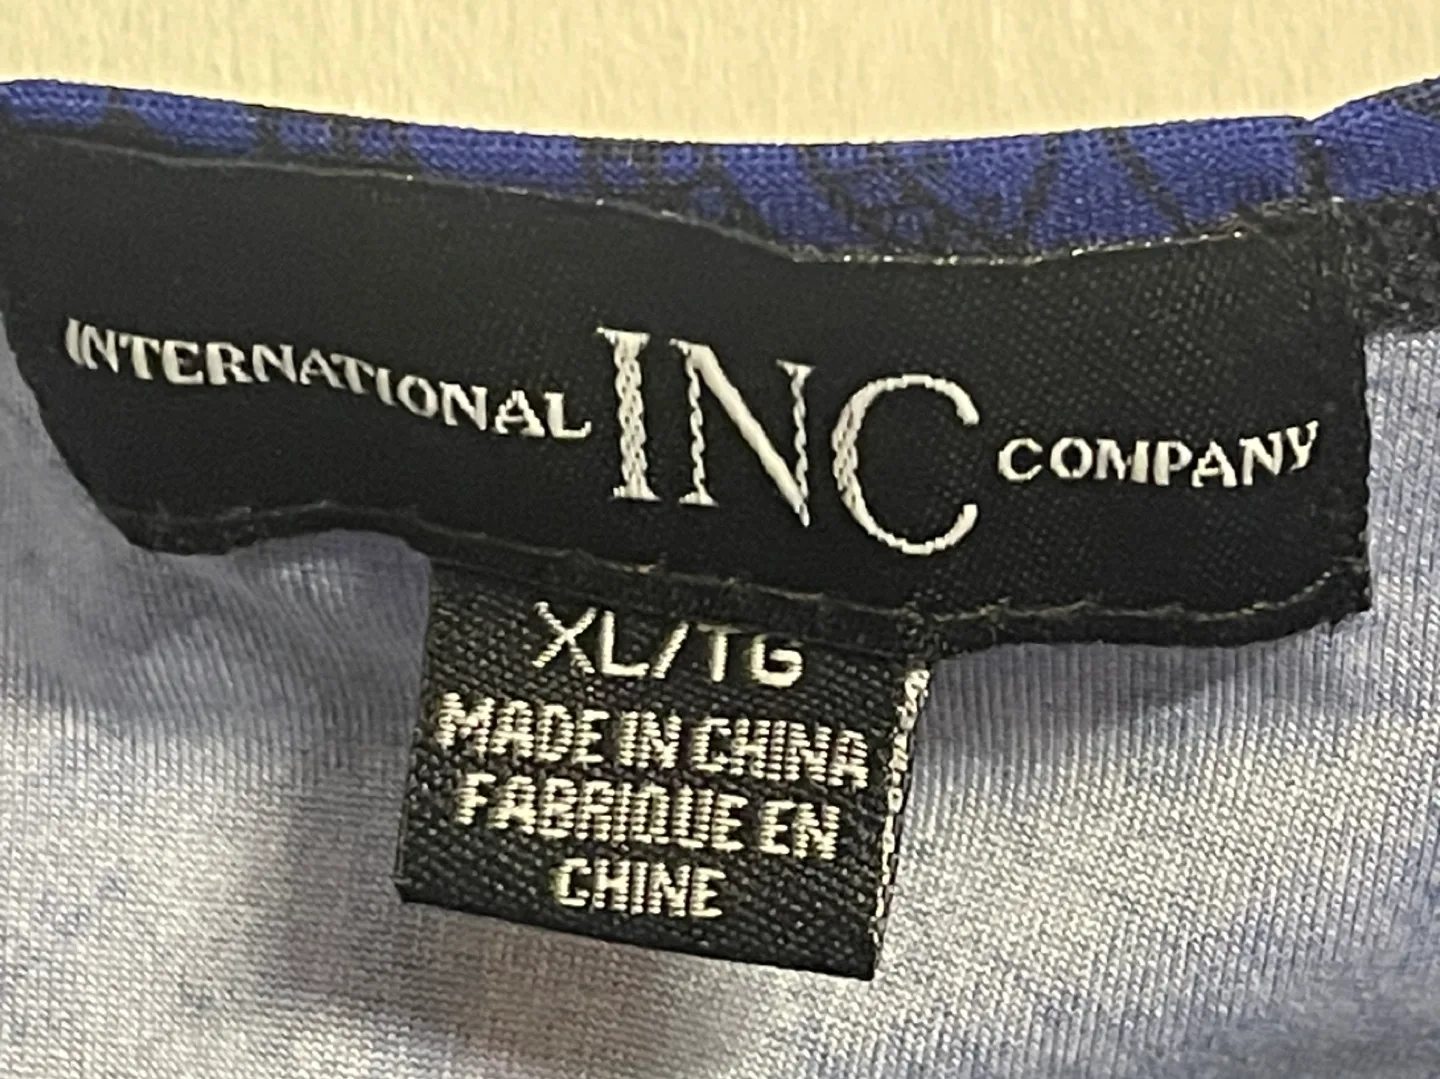 INTERNATIONAL INC COMPANY
XL/TG
MADE IN CHINA
FABRIQUE EN
CHINE